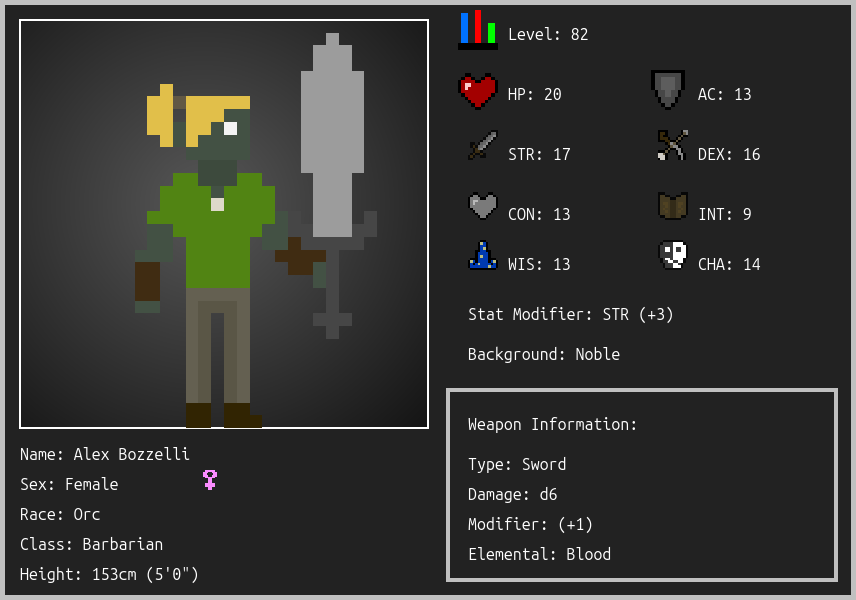 Level: 82
HP: 20
AC: 13
STR: 17
DEX: 16
CON: 13
INT: 9
WIS: 13
CHA: 14
Stat Modifier: STR (+3)
Background: Noble
Weapon Information:
Type: Sword
Damage: d6
Modifier: (+1)
Elemental: Blood
Name: Alex Bozzelli
Sex: Female
Race: Orc
Class: Barbarian
Height: 153cm (5'0")